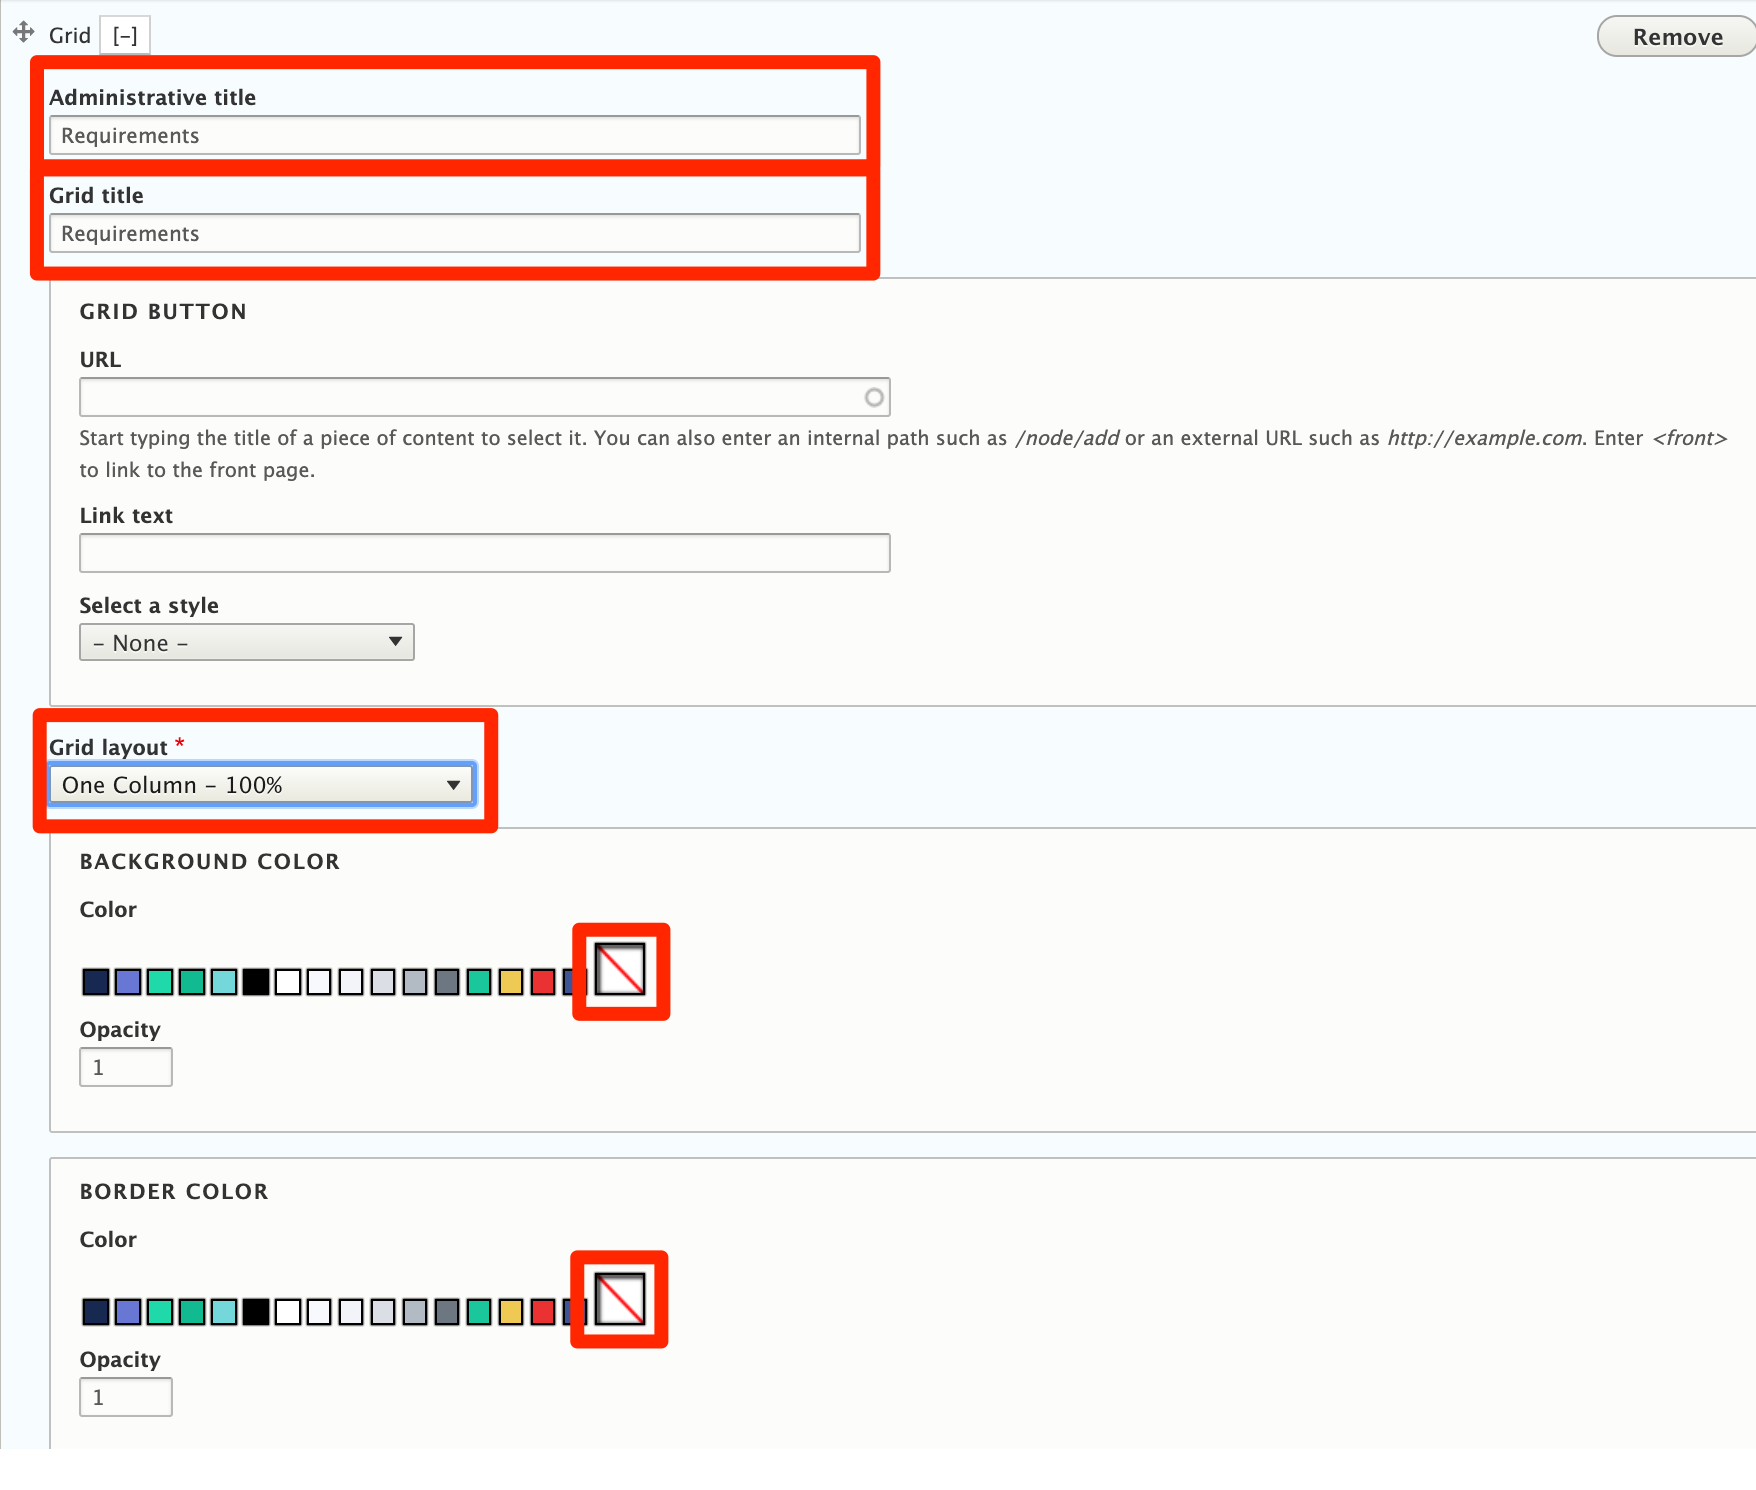 Grid [–] Remove
Administrative title
Requirements
Grid title
Requirements
GRID BUTTON
URL
Start typing the title of a piece of content to select it. You can also enter an internal path such as /node/add or an external URL such as http://example.com. Enter <front>
to link to the front page.
Link text
Select a style
– None –
Grid layout *
One Column – 100%
BACKGROUND COLOR
Color
Opacity
1
BORDER COLOR
Color
Opacity
1